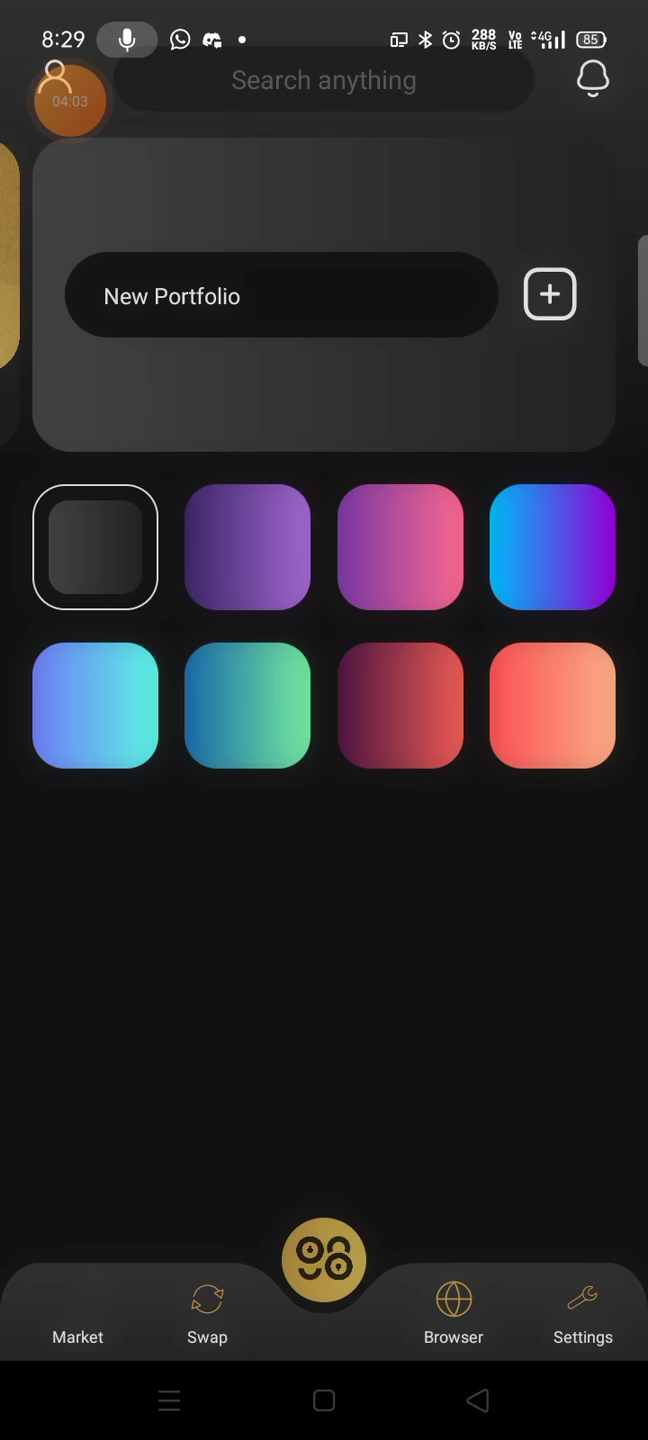 8:29
288
KB/S
Vo
LTE
4G
85
04:03
Search anything
New Portfolio
Market
Swap
Browser
Settings